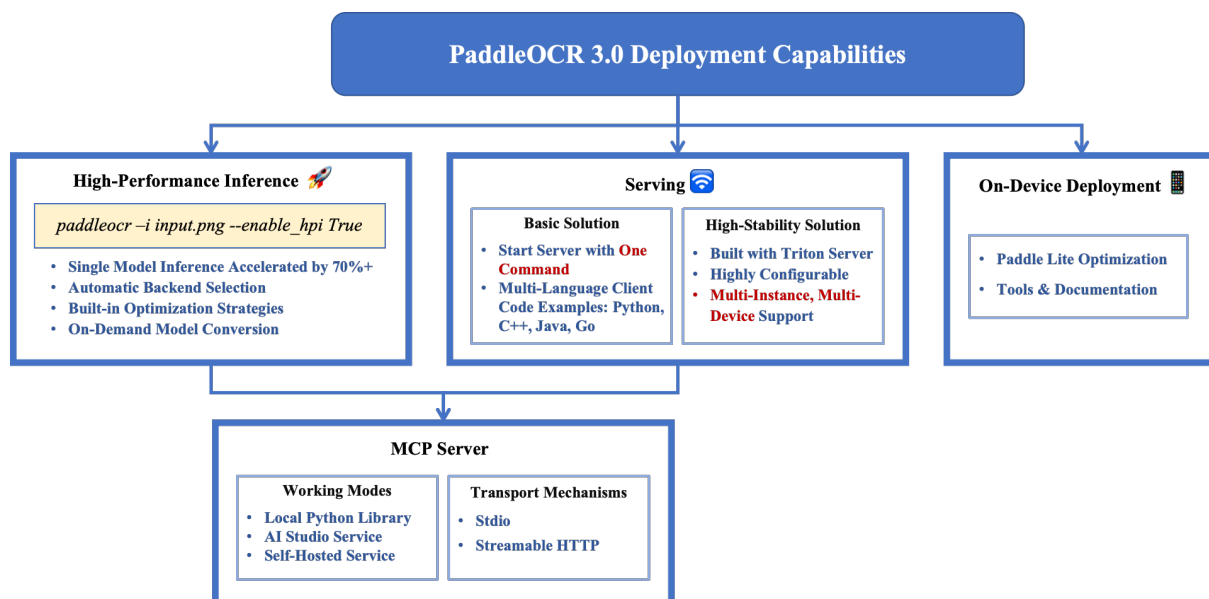 PaddleOCR 3.0 Deployment Capabilities
High-Performance Inference
paddleocr –i input.png --enable_hpi True
• Single Model Inference Accelerated by 70%+
• Automatic Backend Selection
• Built-in Optimization Strategies
• On-Demand Model Conversion
Serving
Basic Solution
• Start Server with One
Command
• Multi-Language Client
Code Examples: Python,
C++, Java, Go
High-Stability Solution
• Built with Triton Server
• Highly Configurable
• Multi-Instance, Multi-
Device Support
On-Device Deployment
• Paddle Lite Optimization
• Tools & Documentation
MCP Server
Working Modes
• Local Python Library
• AI Studio Service
• Self-Hosted Service
Transport Mechanisms
• Stdio
• Streamable HTTP